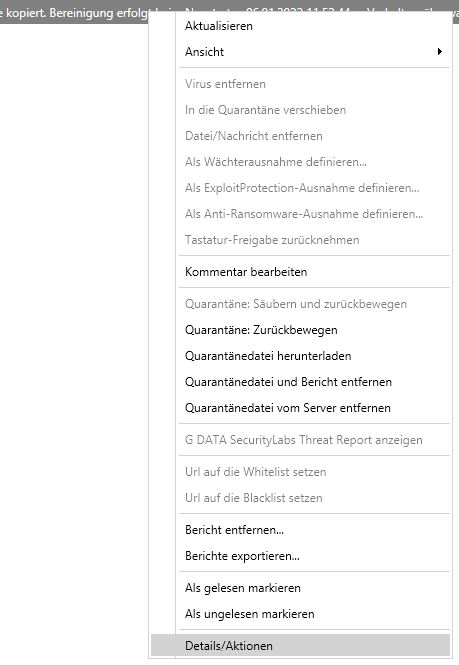 e kopiert. Bereinigung erfolgt
Aktualisieren
Ansicht
Virus entfernen
In die Quarantäne verschieben
Datei/Nachricht entfernen
Als Wächterausnahme definieren...
Als ExploitProtection-Ausnahme definieren...
Als Anti-Ransomware-Ausnahme definieren...
Tastatur-Freigabe zurücknehmen
Kommentar bearbeiten
Quarantäne: Säubern und zurückbewegen
Quarantäne: Zurückbewegen
Quarantänedatei herunterladen
Quarantänedatei und Bericht entfernen
Quarantänedatei vom Server entfernen
G DATA SecurityLabs Threat Report anzeigen
Url auf die Whitelist setzen
Url auf die Blacklist setzen
Bericht entfernen...
Berichte exportieren...
Als gelesen markieren
Als ungelesen markieren
Details/Aktionen